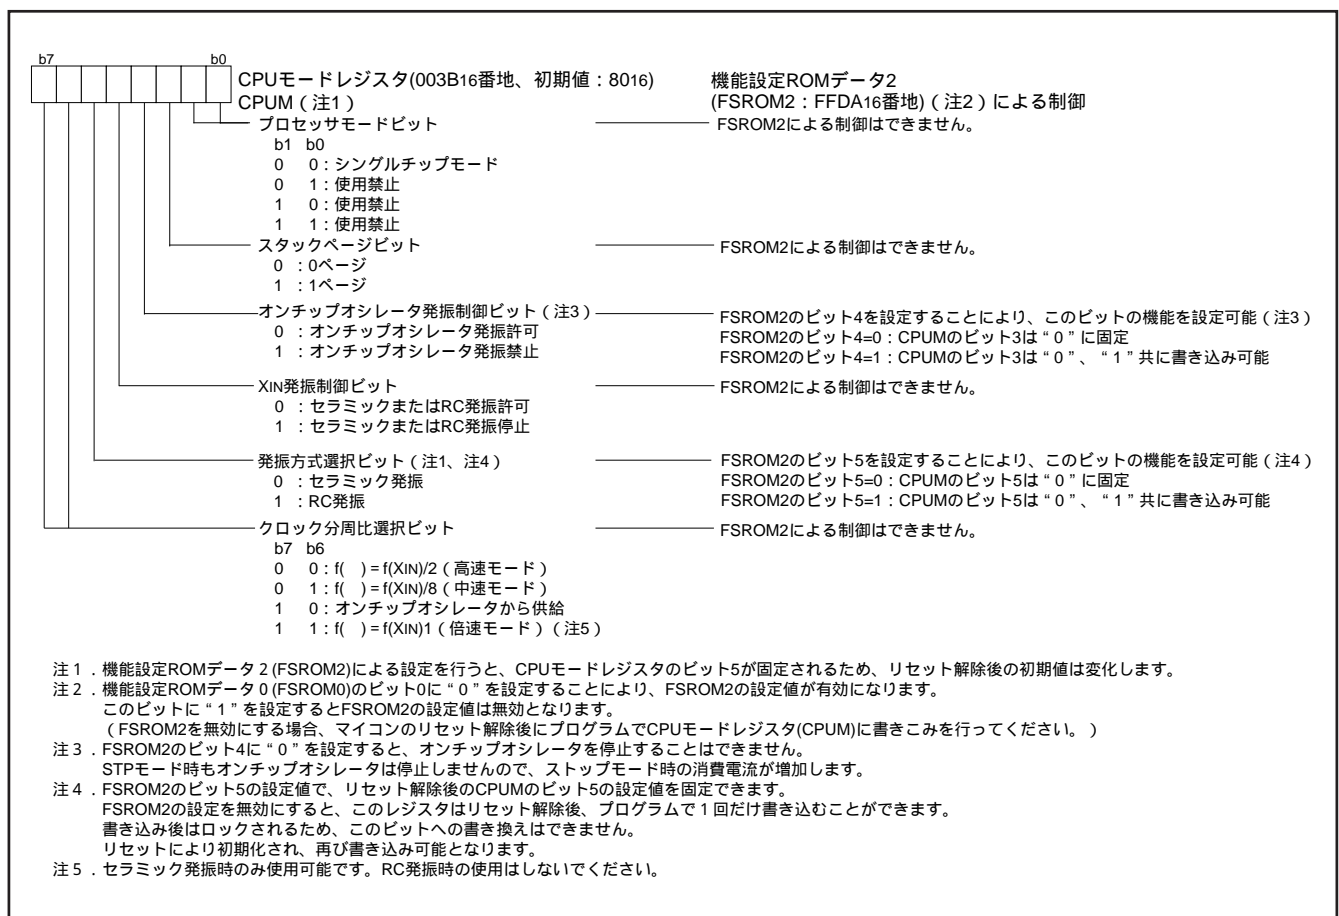 b7 b0
CPUモードレジスタ(003B16番地、初期値：8016)
CPUM（注1）
機能設定ROMデータ2
(FSROM2：FFDA16番地)（注2）による制御
プロセッサモードビット
FSROM2による制御はできません。
b1 b0
0 0：シングルチップモード
0 1：使用禁止
1 0：使用禁止
1 1：使用禁止
スタックページビット
FSROM2による制御はできません。
0 ：0ページ
1 ：1ページ
オンチップオシレータ発振制御ビット（注3）
0 ：オンチップオシレータ発振許可
1 ：オンチップオシレータ発振禁止
FSROM2のビット4を設定することにより、このビットの機能を設定可能（注3）
FSROM2のビット4=0：CPUMのビット3は“0”に固定
FSROM2のビット4=1：CPUMのビット3は“0”、“1”共に書き込み可能
XIN発振制御ビット
FSROM2による制御はできません。
0 ：セラミックまたはRC発振許可
1 ：セラミックまたはRC発振停止
発振方式選択ビット（注1、注4）
0 ：セラミック発振
1 ：RC発振
FSROM2のビット5を設定することにより、このビットの機能を設定可能（注4）
FSROM2のビット5=0：CPUMのビット5は“0”に固定
FSROM2のビット5=1：CPUMのビット5は“0”、“1”共に書き込み可能
クロック分周比選択ビット
FSROM2による制御はできません。
b7 b6
0 0：f( )＝f(XIN)/2（高速モード）
0 1：f( )＝f(XIN)/8（中速モード）
1 0：オンチップオシレータから供給
1 1：f( )＝f(XIN)1（倍速モード）（注5）
注1．機能設定ROMデータ2(FSROM2)による設定を行うと、CPUモードレジスタのビット5が固定されるため、リセット解除後の初期値は変化します。
注2．機能設定ROMデータ0(FSROM0)のビット0に“0”を設定することにより、FSROM2の設定値が有効になります。
このビットに“1”を設定するとFSROM2の設定値は無効となります。
（FSROM2を無効にする場合、マイコンのリセット解除後にプログラムでCPUモードレジスタ(CPUM)に書きこみを行ってください。）
注3．FSROM2のビット4に“0”を設定すると、オンチップオシレータを停止することはできません。
STPモード時もオンチップオシレータは停止しませんので、ストップモード時の消費電流が増加します。
注4．FSROM2のビット5の設定値で、リセット解除後のCPUMのビット5の設定値を固定できます。
FSROM2の設定を無効にすると、このレジスタはリセット解除後、プログラムで1回だけ書き込むことができます。
書き込み後はロックされるため、このビットへの書き換えはできません。
リセットにより初期化され、再び書き込み可能となります。
注5．セラミック発振時のみ使用可能です。RC発振時の使用はしないでください。